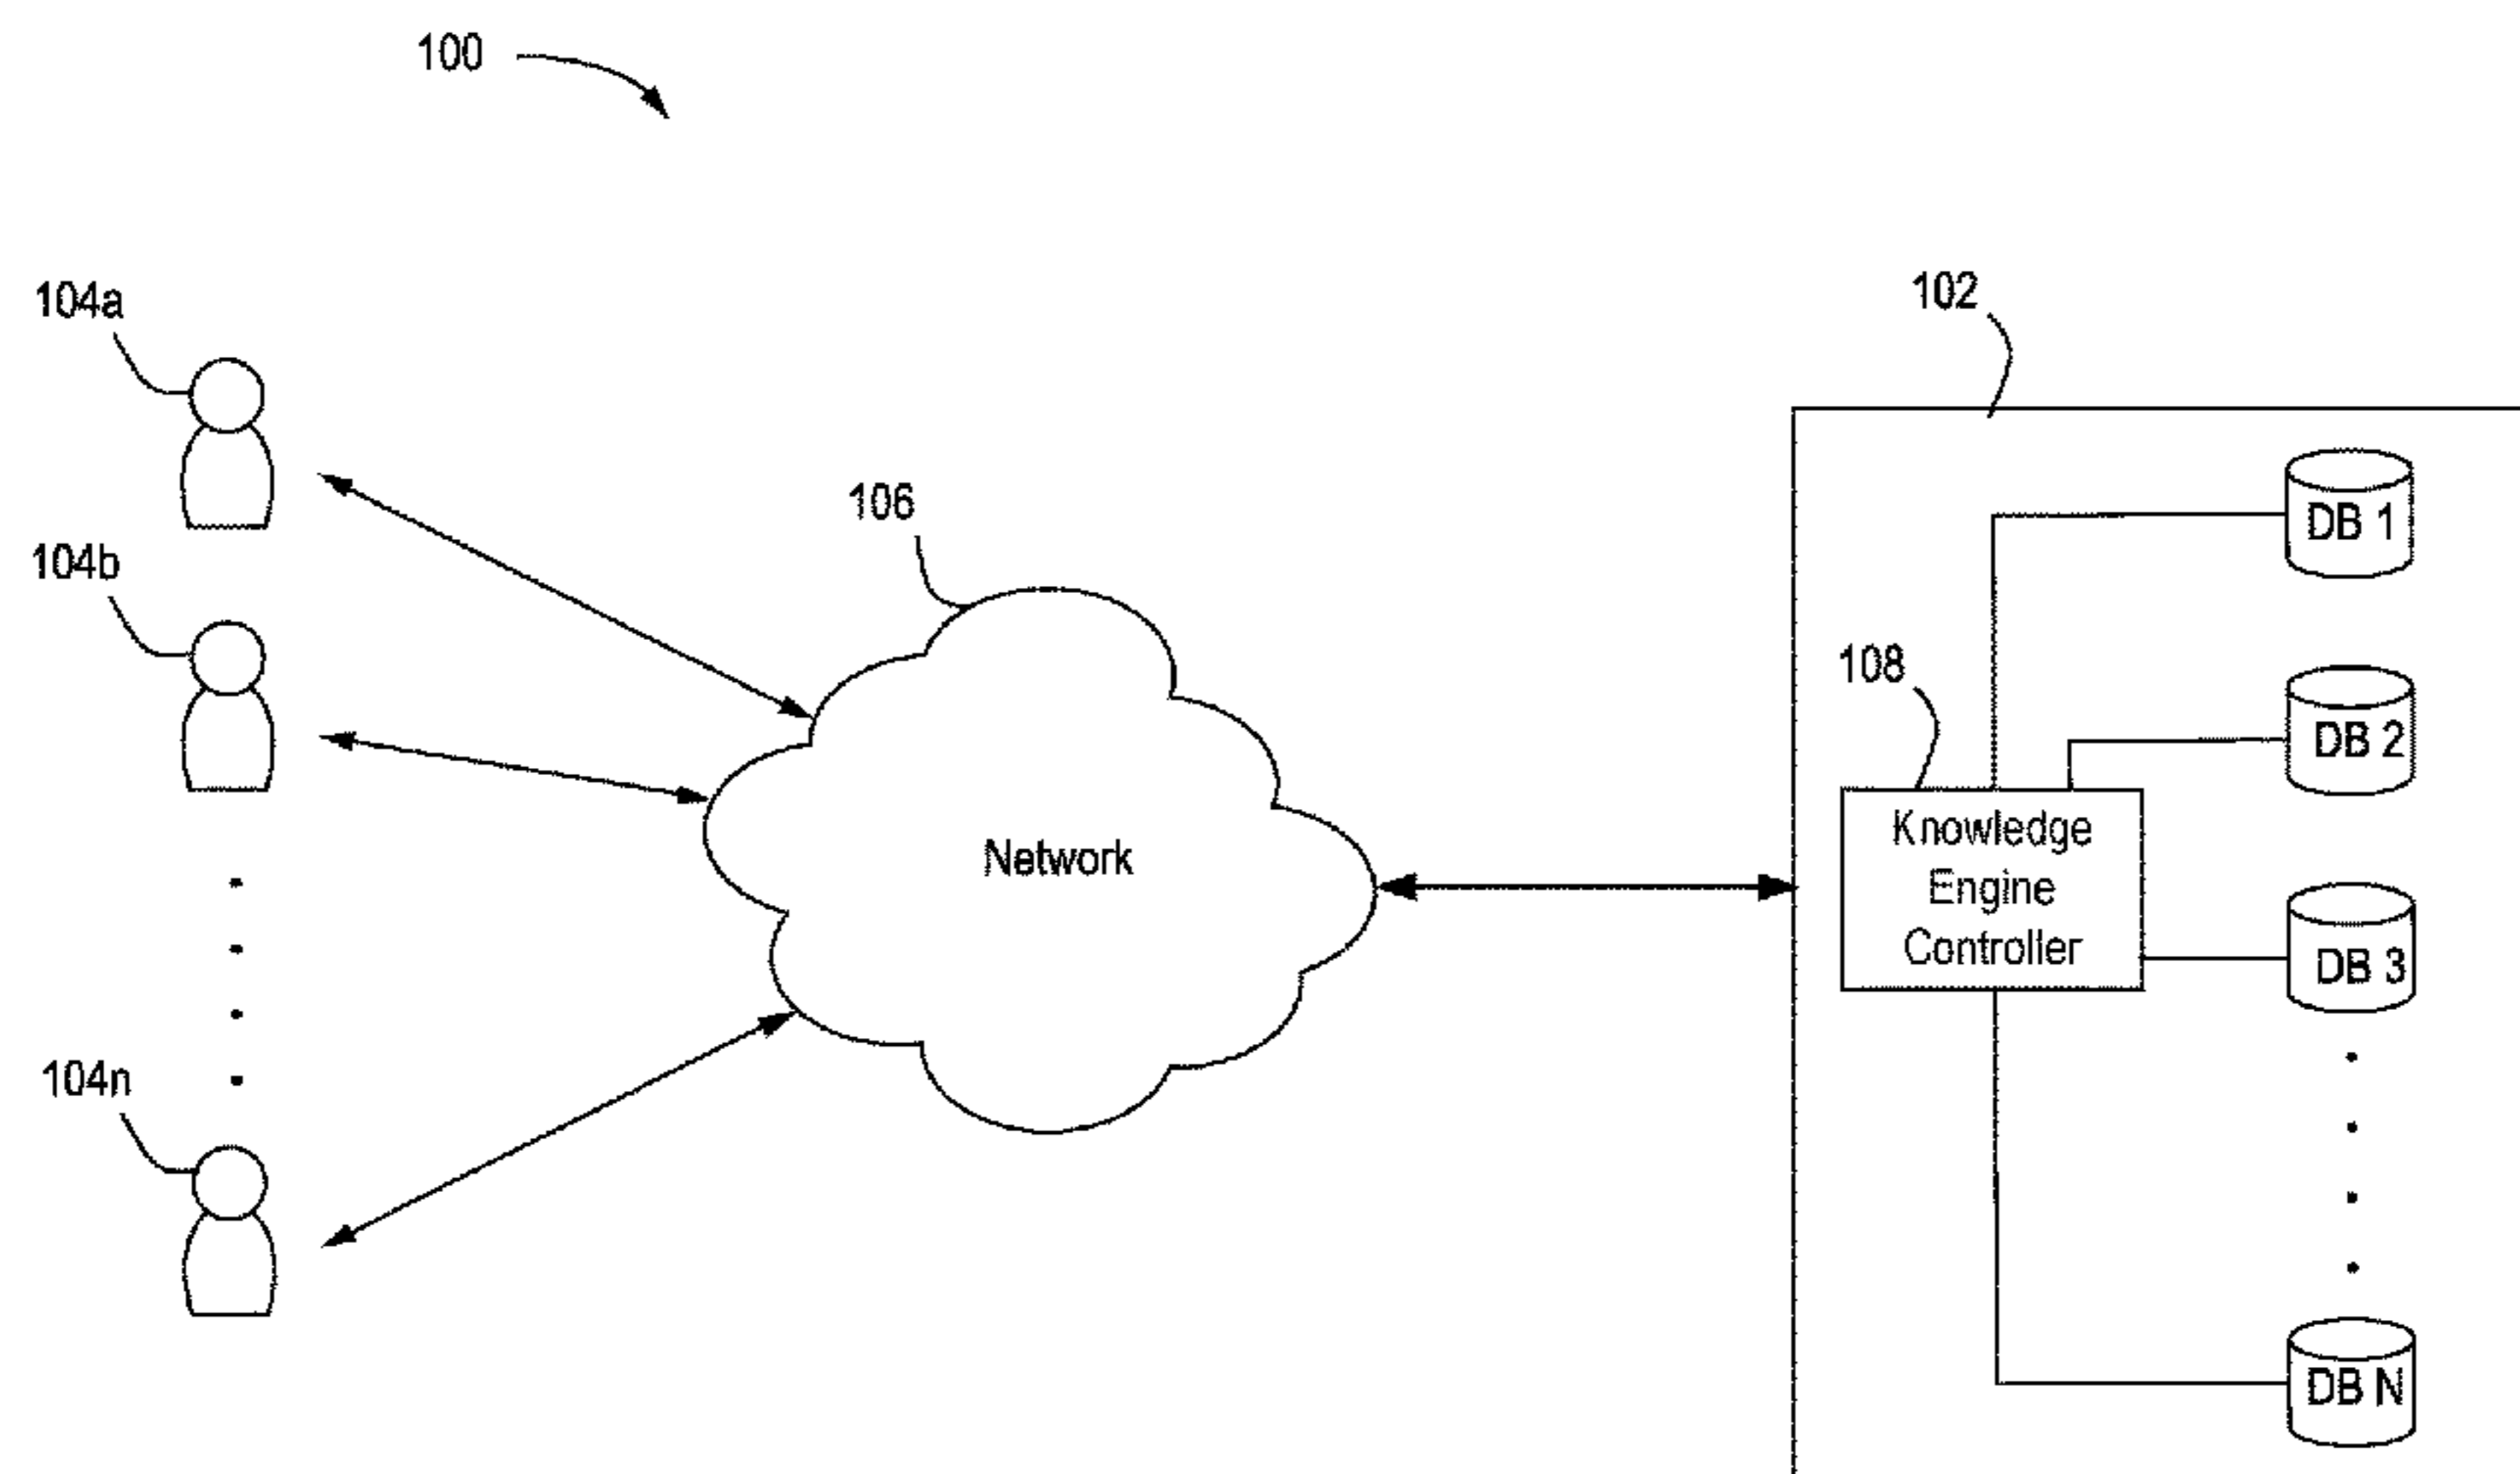 100
104a
102
106
DB 1
104b
108
DB 2
Knowledge
Engine
Controller
Network
DB 3
104n
DB N